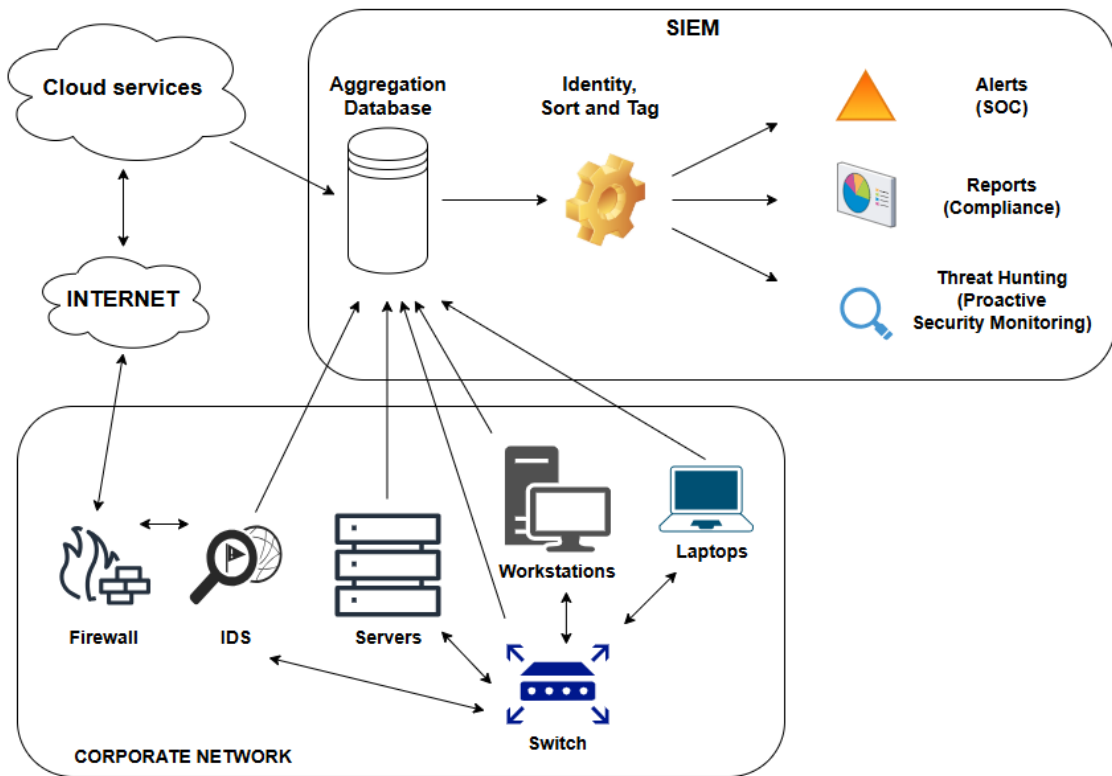 SIEM
Cloud services
Aggregation
Database
Identity,
Sort and Tag
Alerts
(SOC)
Reports
(Compliance)
INTERNET
Threat Hunting
(Proactive
Security Monitoring)
Workstations
Laptops
Firewall
IDS
Servers
Switch
CORPORATE NETWORK